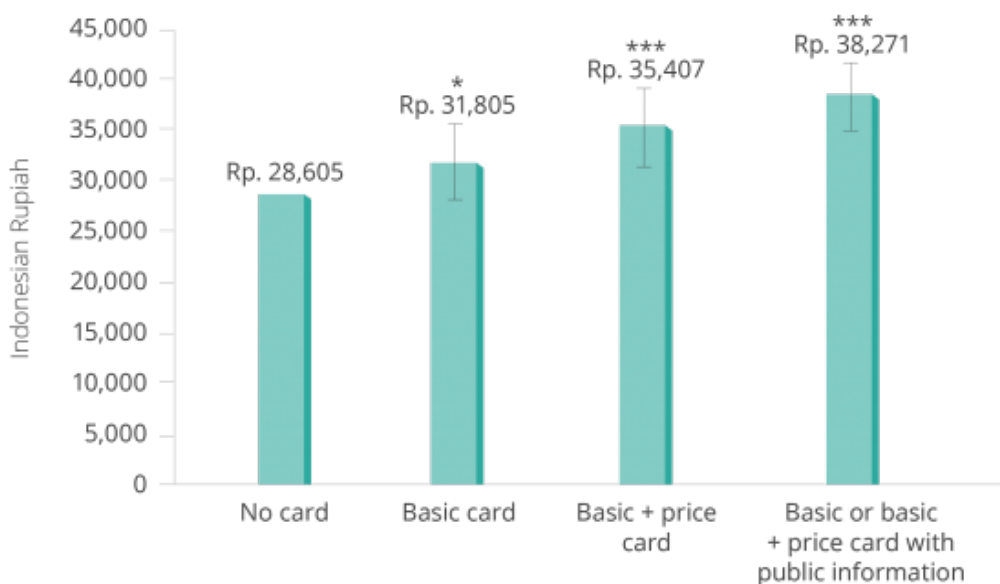 Indonesian Rupiah
45,000
40,000
35,000
30,000
25,000
20,000
15,000
10,000
5,000
0
Rp. 28,605
*
Rp. 31,805
***
Rp. 35,407
***
Rp. 38,271
No card
Basic card
Basic + price
card
Basic or basic
+ price card with
public information